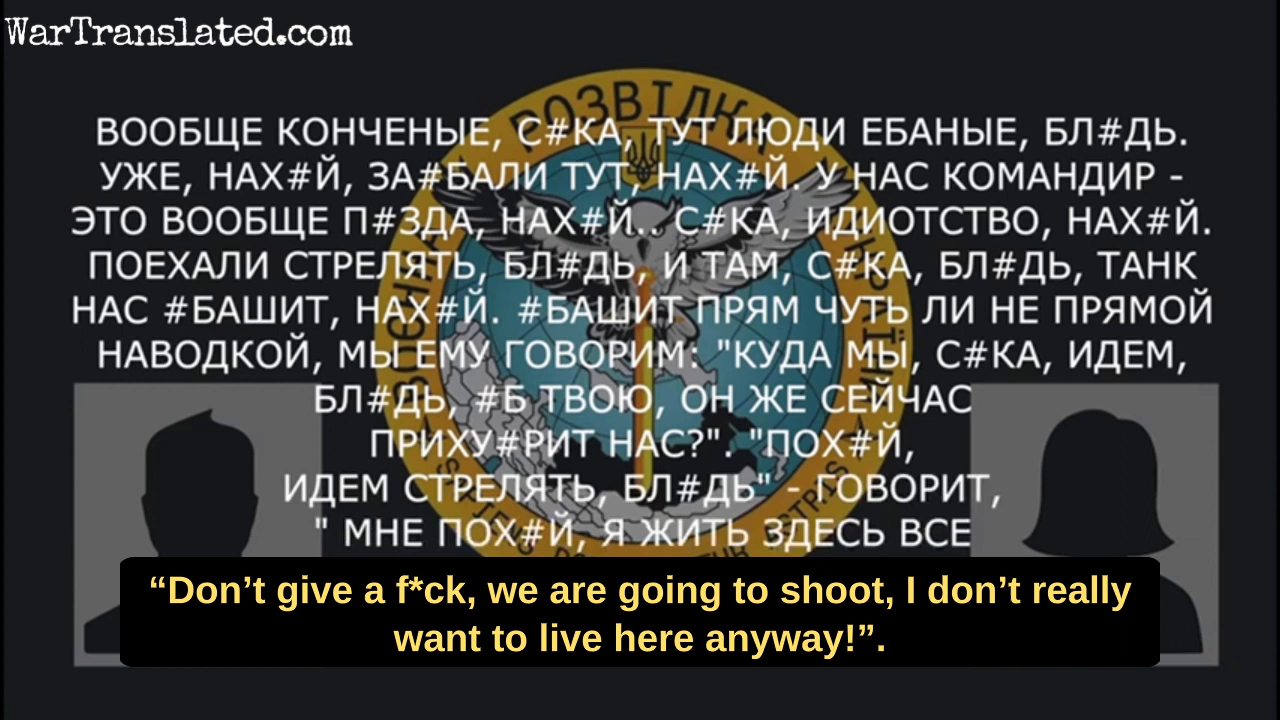 WarTranslated.com
РОЗВІДКА
ВООБЩЕ КОНЧЕНЫЕ, С#КА, ТУТ ЛЮДИ ЕБАНЫЕ, БЛ#ДЬ.
УЖЕ, НАХ#Й, ЗА#БАЛИ ТУТ, НАХ#Й. У НАС КОМАНДИР -
ЭТО ВООБЩЕ П#ЗДА, НАХ#Й.. С#КА, ИДИОТСТВО, НАХ#Й.
ПОЕХАЛИ СТРЕЛЯТЬ, БЛ#ДЬ, И ТАМ, С#КА, БЛ#ДЬ, ТАНК
НАС #БАШИТ, НАХ#Й. #БАШИТ ПРЯМ ЧУТЬ ЛИ НЕ ПРЯМОЙ
НАВОДКОЙ, МЫ ЕМУ ГОВОРИМ: "КУДА МЫ, С#КА, ИДЕМ,
БЛ#ДЬ, #Б ТВОЮ, ОН ЖЕ СЕЙЧАС
ПРИХУ#РИТ НАС?". "ПОХ#Й,
ИДЕМ СТРЕЛЯТЬ, БЛ#ДЬ" - ГОВОРИТ,
" МНЕ ПОХ#Й, Я ЖИТЬ ЗДЕСЬ ВСЕ
“Don’t give a f*ck, we are going to shoot, I don’t really
want to live here anyway!”.